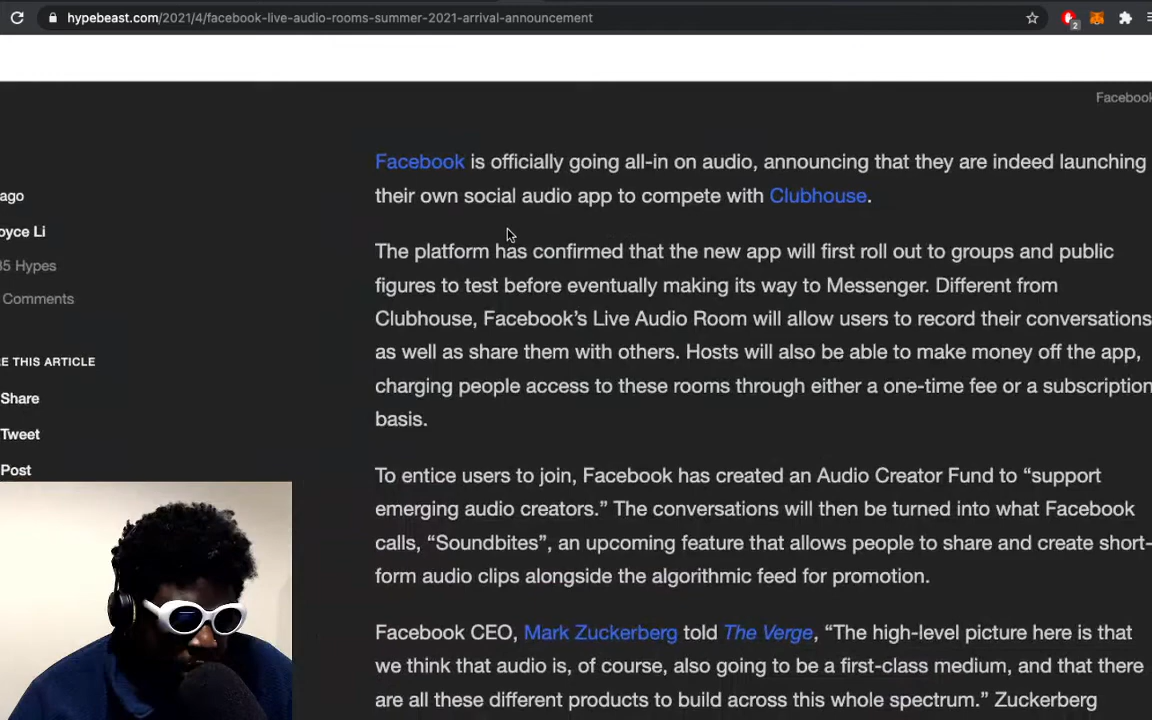 hypebeast.com/2021/4/facebook-live-audio-rooms-summer-2021-arrival-announcement
2
Facebook
Facebook is officially going all-in on audio, announcing that they are indeed launching
their own social audio app to compete with Clubhouse.
ago
oyce Li
85 Hypes
Comments
RE THIS ARTICLE
Share
Tweet
Post
The platform has confirmed that the new app will first roll out to groups and public
figures to test before eventually making its way to Messenger. Different from
Clubhouse, Facebook’s Live Audio Room will allow users to record their conversations
as well as share them with others. Hosts will also be able to make money off the app,
charging people access to these rooms through either a one-time fee or a subscription
basis.
To entice users to join, Facebook has created an Audio Creator Fund to “support
emerging audio creators.” The conversations will then be turned into what Facebook
calls, “Soundbites”, an upcoming feature that allows people to share and create short-
form audio clips alongside the algorithmic feed for promotion.
Facebook CEO, Mark Zuckerberg told The Verge, “The high-level picture here is that
we think that audio is, of course, also going to be a first-class medium, and that there
are all these different products to build across this whole spectrum.” Zuckerberg